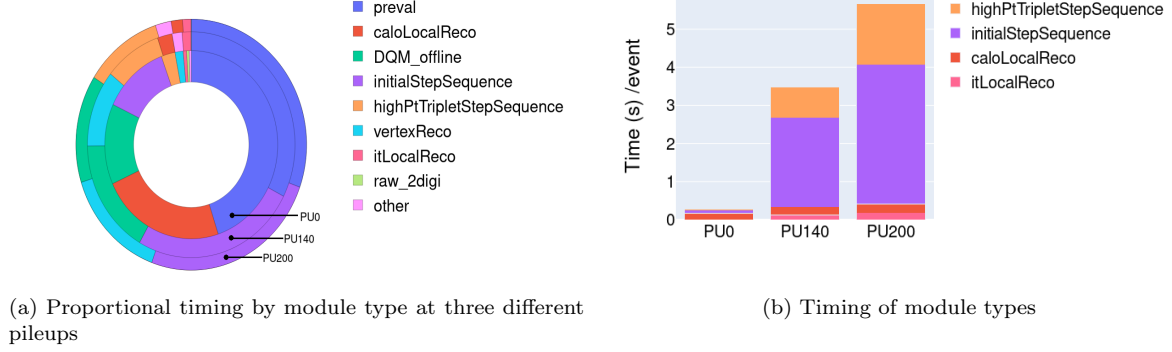 preval
caloLocalReco
DQM_offline
initialStepSequence
highPtTripletStepSequence
vertexReco
itLocalReco
raw_2digi
other
PU0
PU140
PU200
(a) Proportional timing by module type at three different
pileups
Time (s) /event
5
4
3
2
1
0
PU0
PU140
PU200
highPtTripletStepSequence
initialStepSequence
caloLocalReco
itLocalReco
(b) Timing of module types